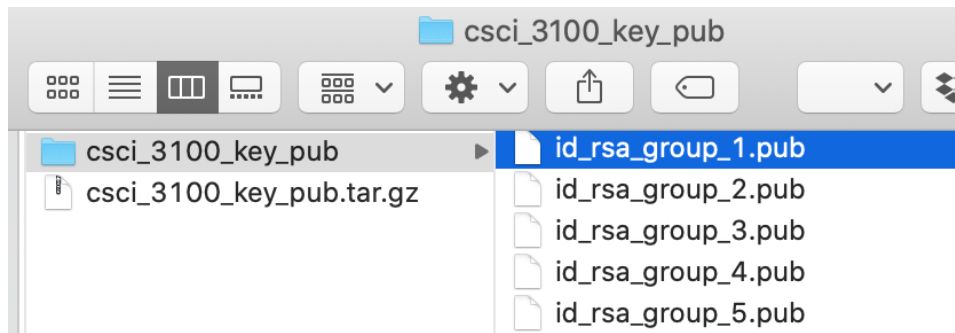 csci_3100_key_pub
csci_3100_key_pub
csci_3100_key_pub.tar.gz
id_rsa_group_1.pub
id_rsa_group_2.pub
id_rsa_group_3.pub
id_rsa_group_4.pub
id_rsa_group_5.pub